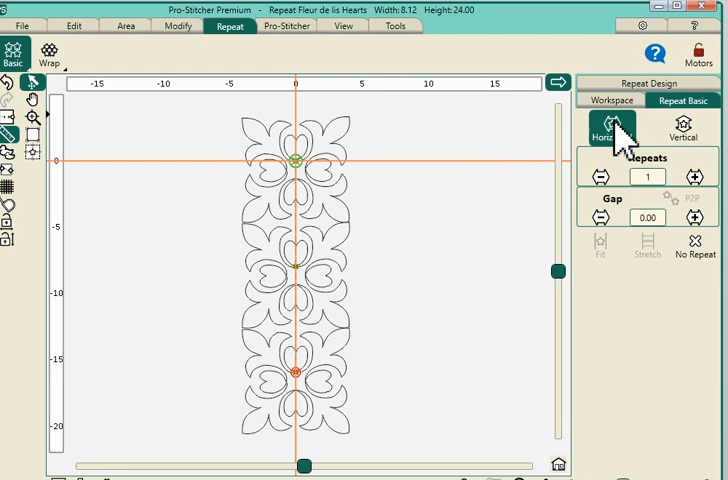 Pro-Stitcher Premium - Repeat Fleur de lis Hearts Width:8.12 Height:24.00
File Edit Area Modify Repeat Pro-Stitcher View Tools ?
Basic Wrap ? Motors
-15 -10 -5 0 5 10 15
0
-5
-10
-15
-20
Repeat Design
Workspace Repeat Basic
Vertical
Repeats
1
Gap P2P
0.00
Fit Stretch No Repeat